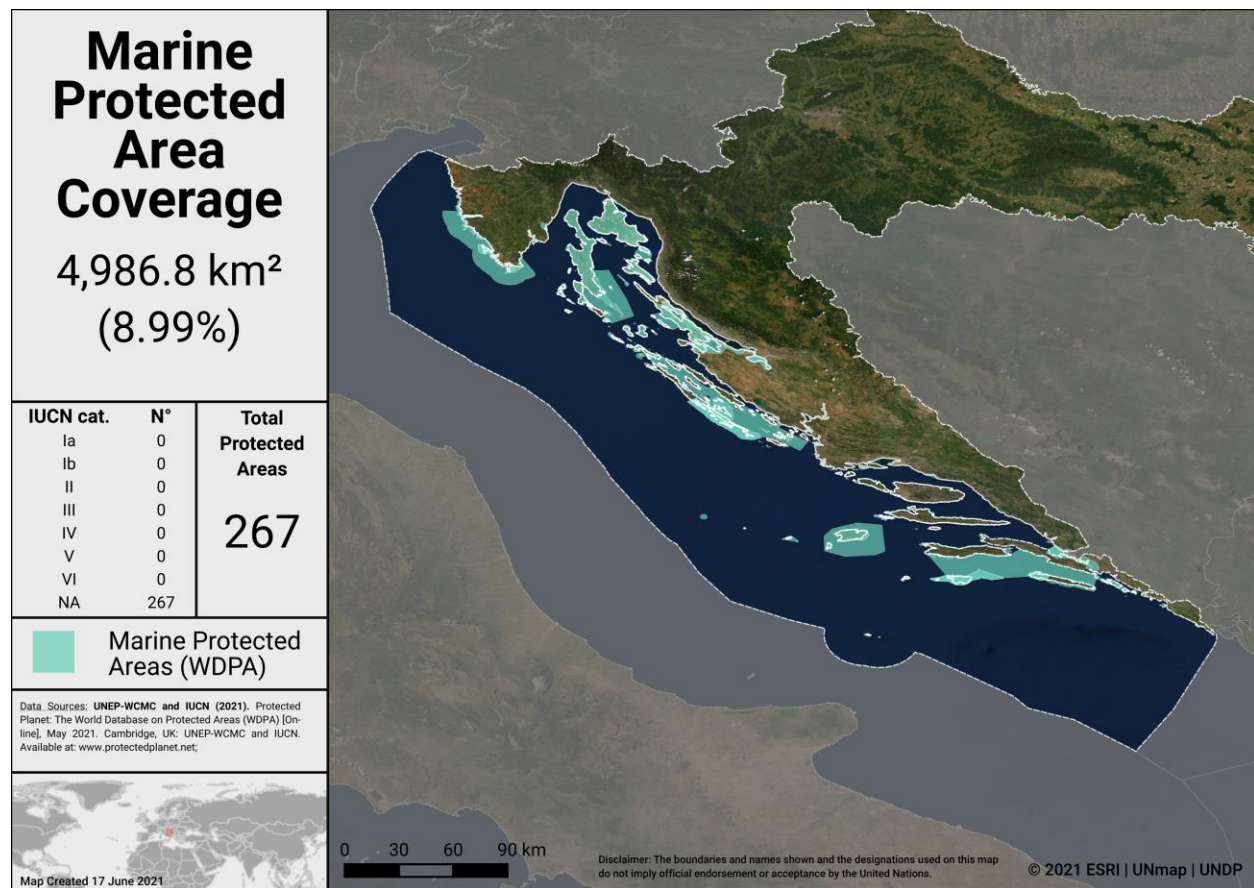 Marine
Protected
Area
Coverage
4,986.8 km²
(8.99%)
IUCN cat. N°
Ia 0
Ib 0
II 0
III 0
IV 0
V 0
VI 0
NA 267
Total
Protected
Areas
267
Marine Protected
Areas (WDPA)
Data Sources: UNEP-WCMC and IUCN (2021). Protected
Planet: The World Database on Protected Areas (WDPA) [On-
line], May 2021. Cambridge, UK: UNEP-WCMC and IUCN.
Available at: www.protectedplanet.net;
Map Created 17 June 2021
0 30 60 90 km
Disclaimer: The boundaries and names shown and the designations used on this map
do not imply official endorsement or acceptance by the United Nations.
© 2021 ESRI | UNmap | UNDP